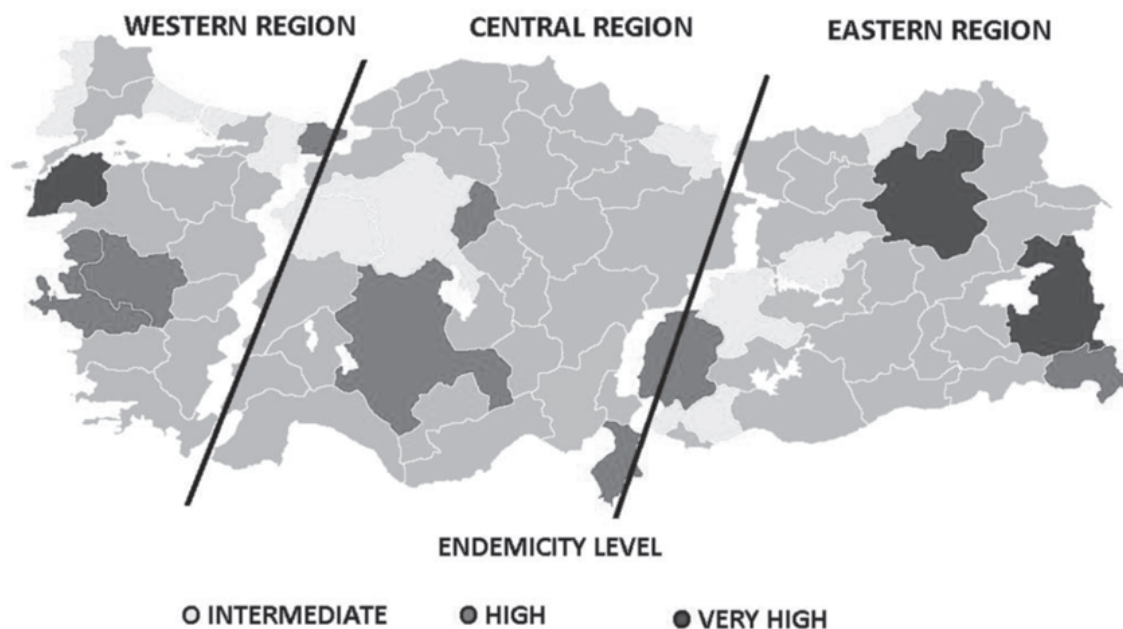 WESTERN REGION CENTRAL REGION EASTERN REGION
ENDEMICITY LEVEL
INTERMEDIATE HIGH VERY HIGH